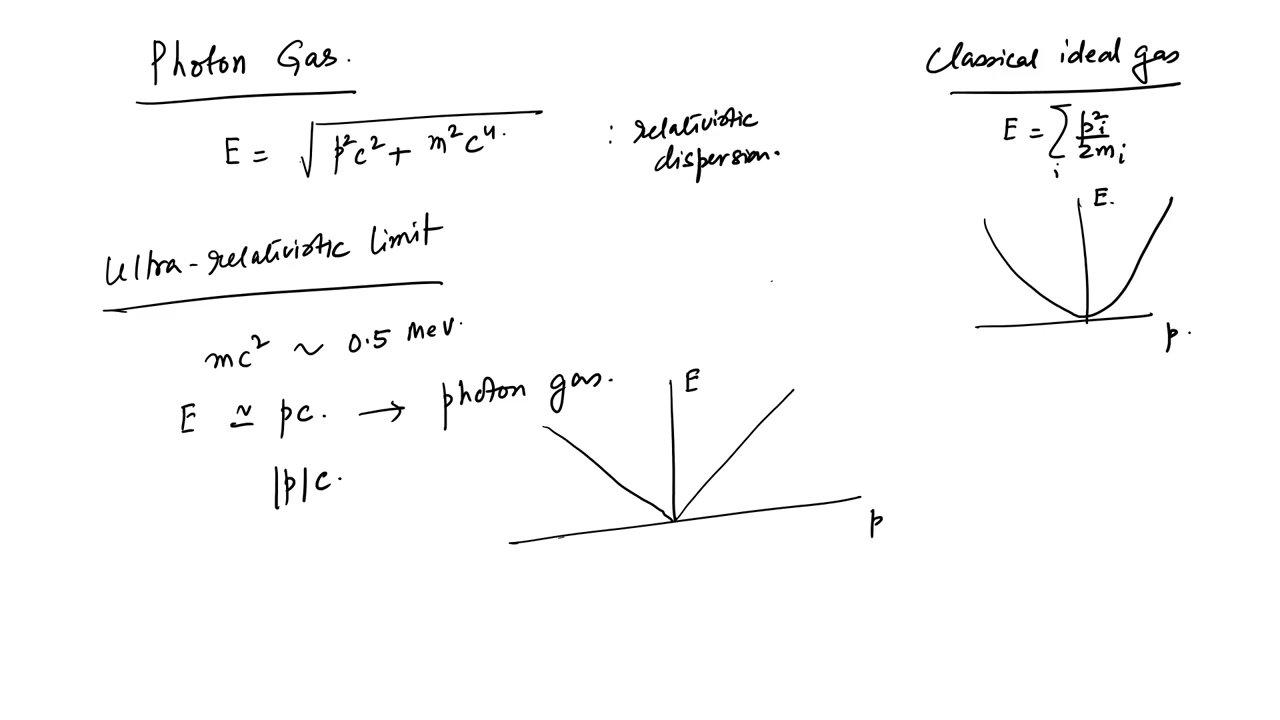 Photon Gas.
E = √(p²c² + m²c⁴.) : relativistic
dispersion.
Ultra-relativistic limit
mc² ~ 0.5 MeV.
E ≃ pc. → photon gas.
|p|c.
E
p
Classical ideal gas
E = ∑ᵢ pᵢ²/2mᵢ
E.
p.